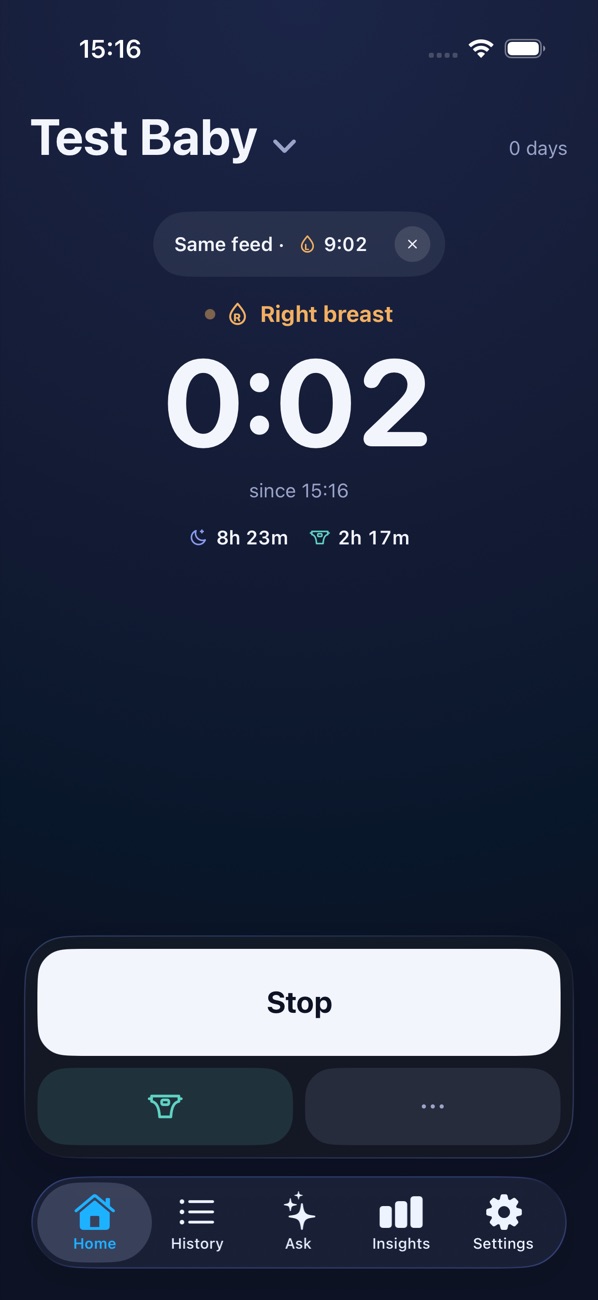 15:16
Test Baby
0 days
Same feed · L 9:02
R Right breast
0:02
since 15:16
8h 23m 2h 17m
Stop
...
Home History Ask Insights Settings